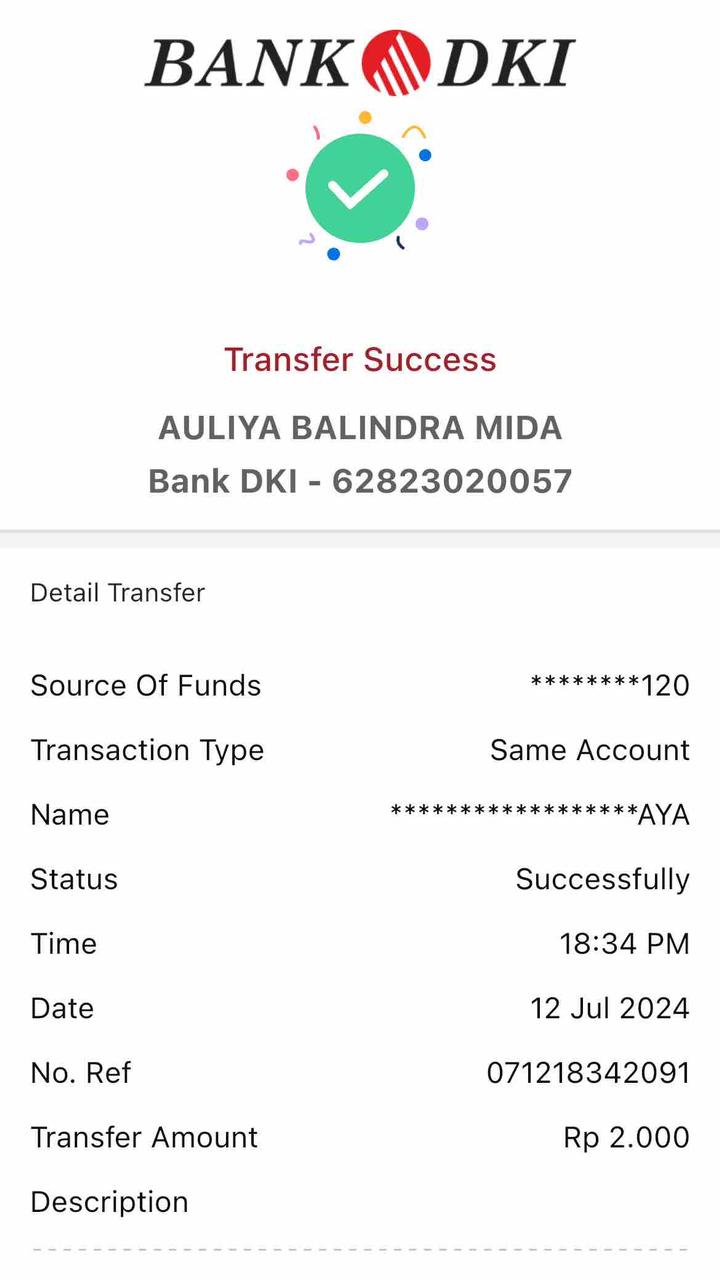 BANK DKI
Transfer Success
AULIYA BALINDRA MIDA
Bank DKI - 62823020057
Detail Transfer
Source Of Funds ********120
Transaction Type Same Account
Name ******************AYA
Status Successfully
Time 18:34 PM
Date 12 Jul 2024
No. Ref 071218342091
Transfer Amount Rp 2.000
Description